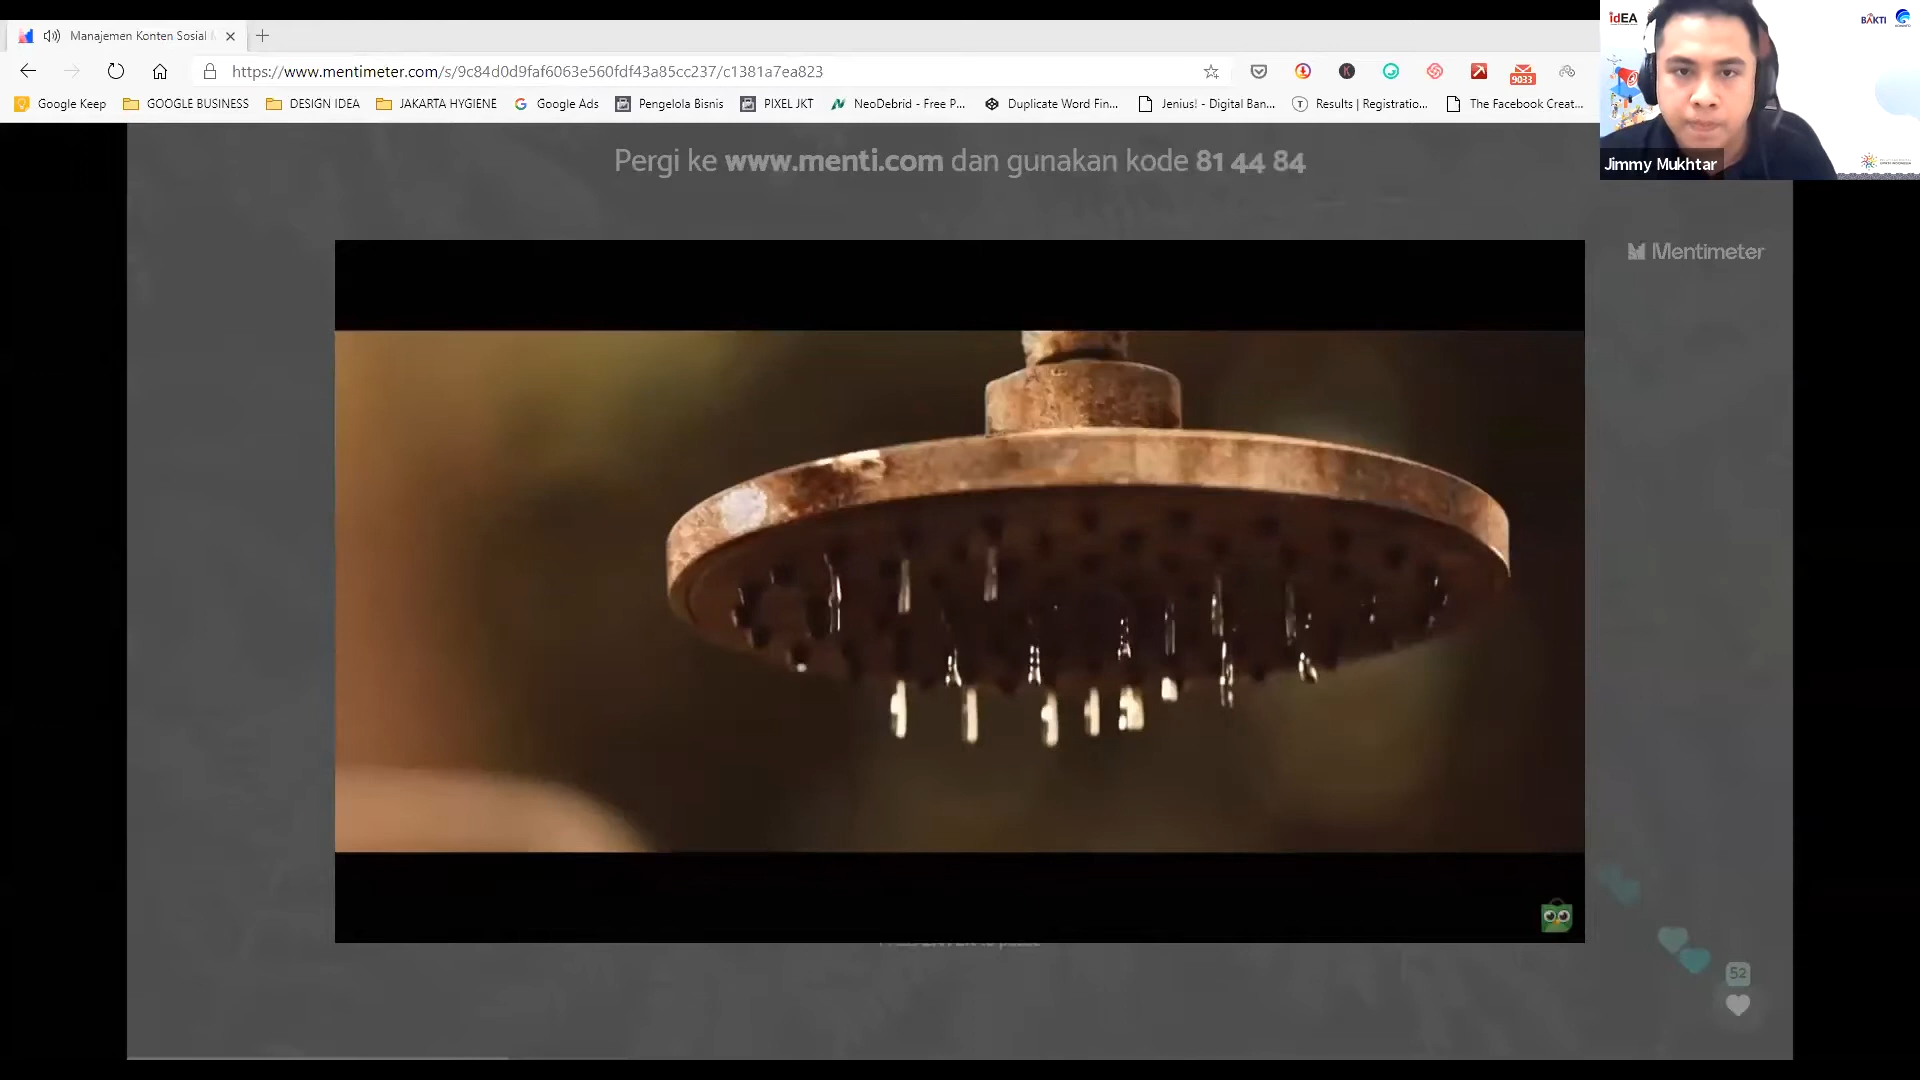 Manajemen Konten Sosial
https://www.mentimeter.com/s/9c84d0d9faf6063e560fdf43a85cc237/c1381a7ea823
9033
Google Keep
GOOGLE BUSINESS
DESIGN IDEA
JAKARTA HYGIENE
Google Ads
Pengelola Bisnis
PIXEL JKT
NeoDebrid - Free P...
Duplicate Word Fin...
Jenius! - Digital Ban...
Results | Registratio...
The Facebook Creat...
idEA
BAKTI
Jimmy Mukhtar
Pergi ke www.menti.com dan gunakan kode 81 44 84
Mentimeter
52